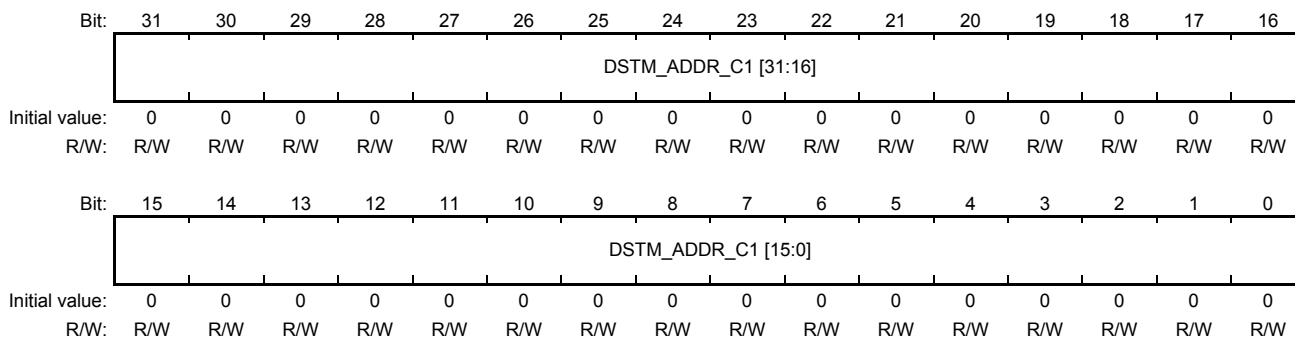 Bit: 31 30 29 28 27 26 25 24 23 22 21 20 19 18 17 16
DSTM_ADDR_C1 [31:16]
Initial value: 0 0 0 0 0 0 0 0 0 0 0 0 0 0 0 0
R/W: R/W R/W R/W R/W R/W R/W R/W R/W R/W R/W R/W R/W R/W R/W R/W R/W
Bit: 15 14 13 12 11 10 9 8 7 6 5 4 3 2 1 0
DSTM_ADDR_C1 [15:0]
Initial value: 0 0 0 0 0 0 0 0 0 0 0 0 0 0 0 0
R/W: R/W R/W R/W R/W R/W R/W R/W R/W R/W R/W R/W R/W R/W R/W R/W R/W